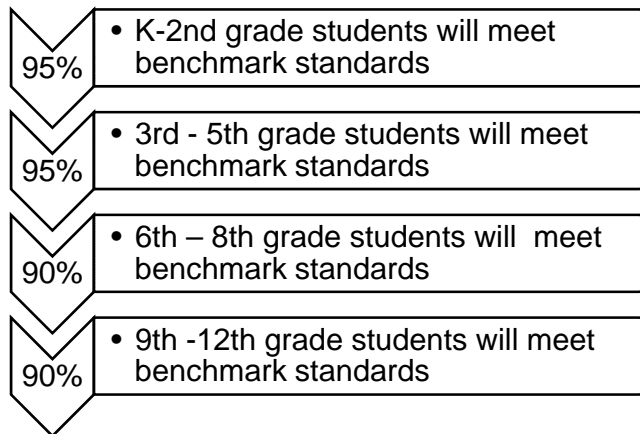 95%
• K-2nd grade students will meet
benchmark standards
95%
• 3rd - 5th grade students will meet
benchmark standards
90%
• 6th – 8th grade students will  meet
benchmark standards
90%
• 9th -12th grade students will meet
benchmark standards